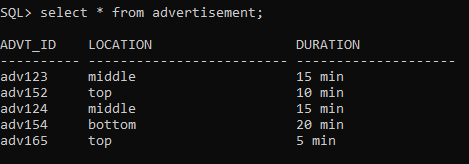 SQL> select * from advertisement;
ADVT_ID    LOCATION                  DURATION
---------- ------------------------- --------------------
adv123     middle                    15 min
adv152     top                       10 min
adv124     middle                    15 min
adv154     bottom                    20 min
adv165     top                       5 min